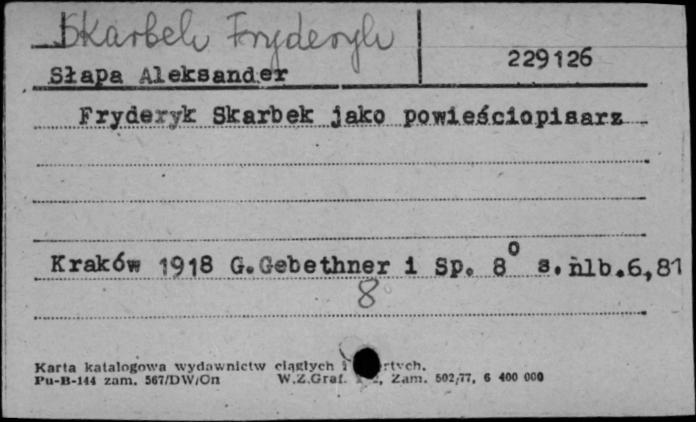 Skarbek Fryderyk
229126
Słapa Aleksander
Fryderyk Skarbek jako powieściopisarz
Kraków 1918 G.Gebethner i Sp. 8° s.nlb.6,81
8
Karta katalogowa wydawnictw ciągłych i
Pu-B-144 zam. 567/DW/On W.Z.Graf. Zam. 502/77, 6 400 000